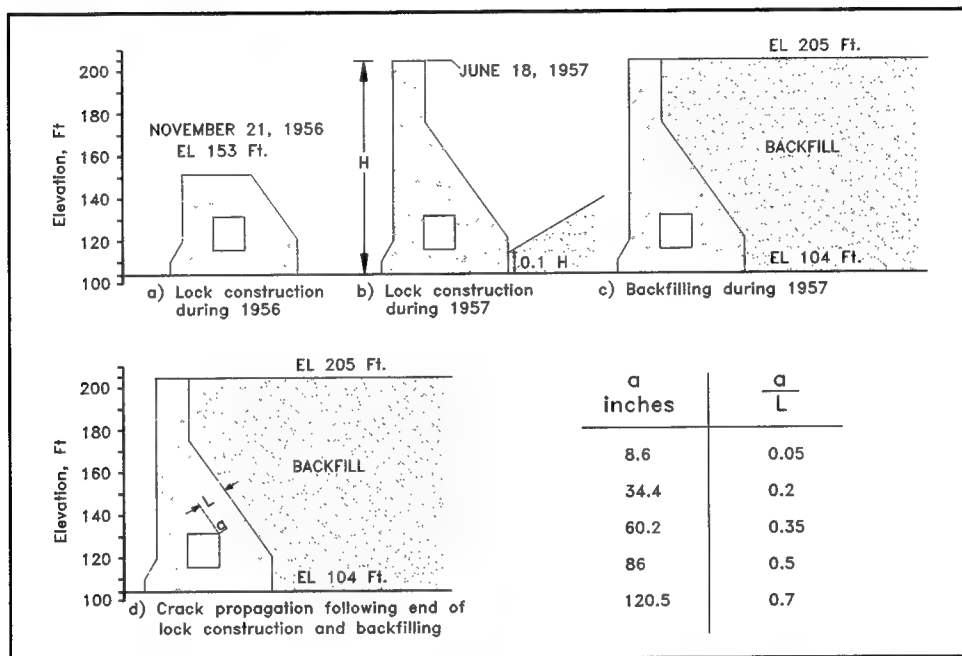 EL 205 Ft.
200
180
160
140
120
100
Elevation, Ft
NOVEMBER 21, 1956
EL 153 Ft.
H
JUNE 18, 1957
0.1 H
BACKFILL
EL 104 Ft.
a) Lock construction
during 1956
b) Lock construction
during 1957
c) Backfilling during 1957
EL 205 Ft.
200
180
160
140
120
100
Elevation, Ft
BACKFILL
L
a
EL 104 Ft.
d) Crack propagation following end of
lock construction and backfilling
a
inches
a
L
8.6 0.05
34.4 0.2
60.2 0.35
86 0.5
120.5 0.7